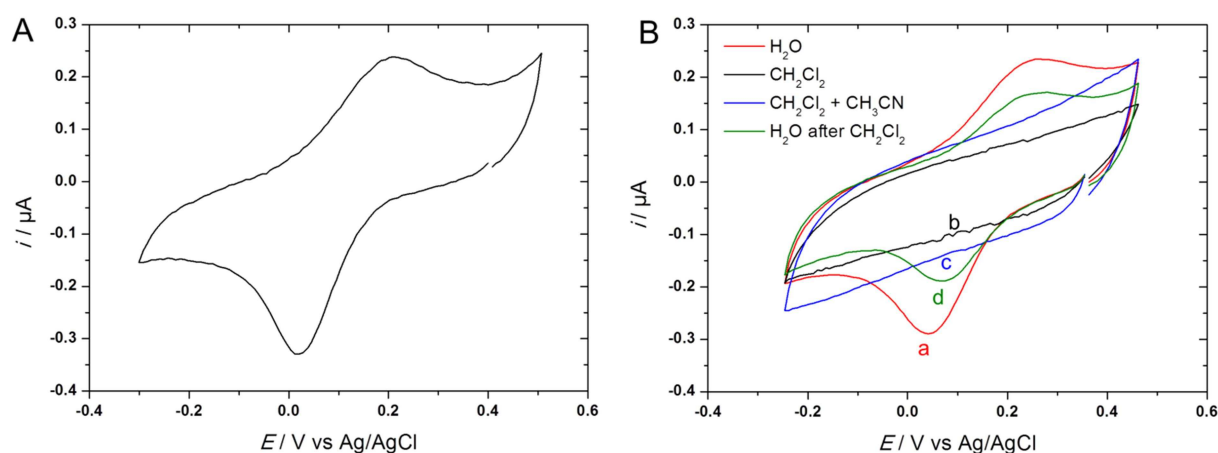 A
0.3
0.2
0.1
0.0
-0.1
-0.2
-0.3
-0.4
i / µA
-0.4
-0.2
0.0
0.2
0.4
0.6
E / V vs Ag/AgCl
B
H₂O
CH₂Cl₂
CH₂Cl₂ + CH₃CN
H₂O after CH₂Cl₂
0.3
0.2
0.1
0.0
-0.1
-0.2
-0.3
-0.4
i / µA
b
c
d
a
-0.4
-0.2
0.0
0.2
0.4
0.6
E / V vs Ag/AgCl